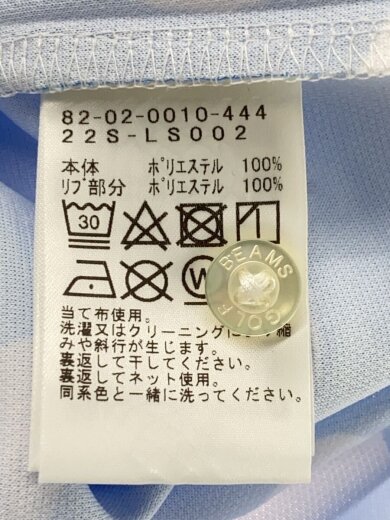 82-02-0010-444
22S-LS002
本体 ポリエステル 100%
リブ部分 ポリエステル 100%
30
W
BEAMS
GOLF
当て布使用。
洗濯又はクリーニングに 縮
みや斜行が生じます。
裏返して干してください。
裏返してネット使用。
同系色と一緒に洗ってください。